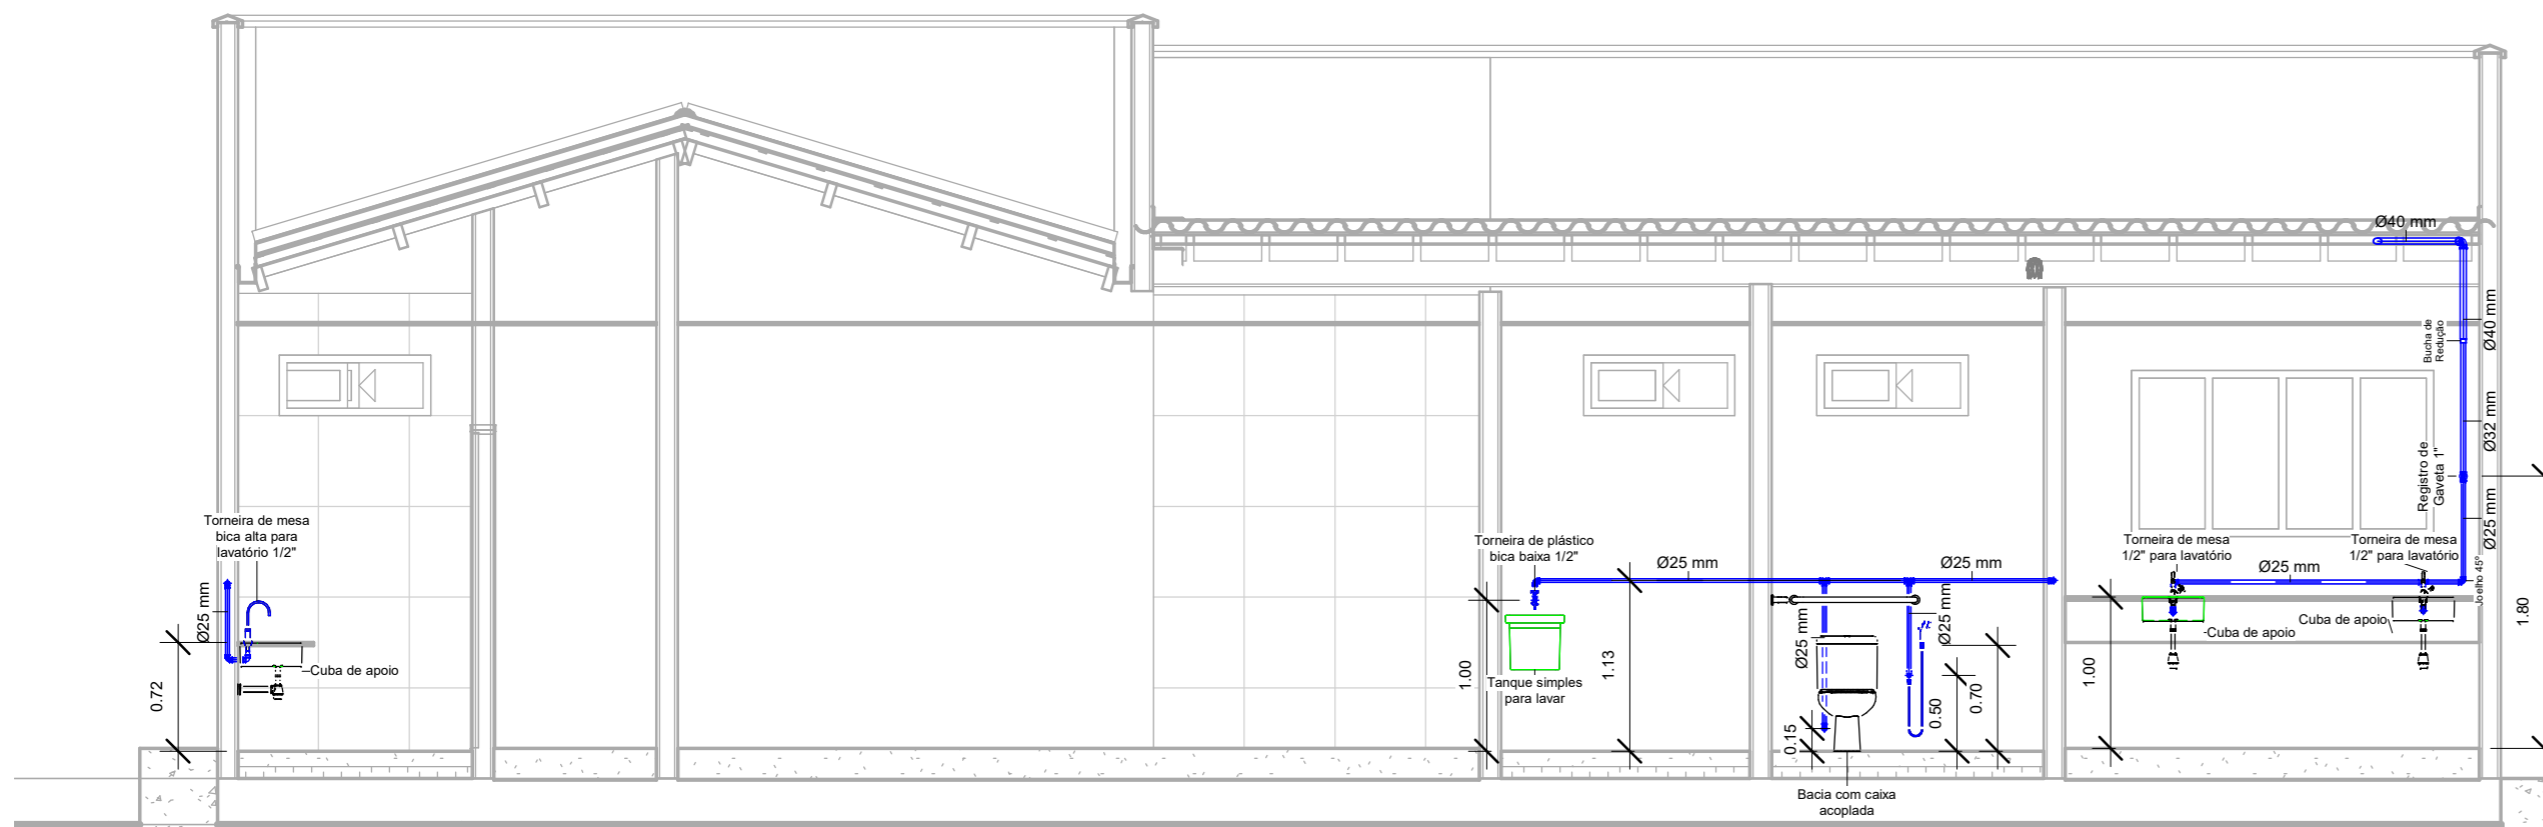 Ø40 mm
Ø40 mm
Bucha de
Redução
Ø32 mm
Registro de
Gaveta 1"
Ø25 mm
Joelho 45°
1.80
Torneira de mesa
bica alta para
lavatório 1/2"
Ø25 mm
0.72
Cuba de apoio
Torneira de plástico
bica baixa 1/2"
Ø25 mm
Ø25 mm
1.00
Tanque simples
para lavar
1.13
Ø25 mm
Ø25 mm
0.15
0.50
0.70
Bacia com caixa
acoplada
Torneira de mesa
1/2" para lavatório
Torneira de mesa
1/2" para lavatório
Ø25 mm
1.00
Cuba de apoio
Cuba de apoio